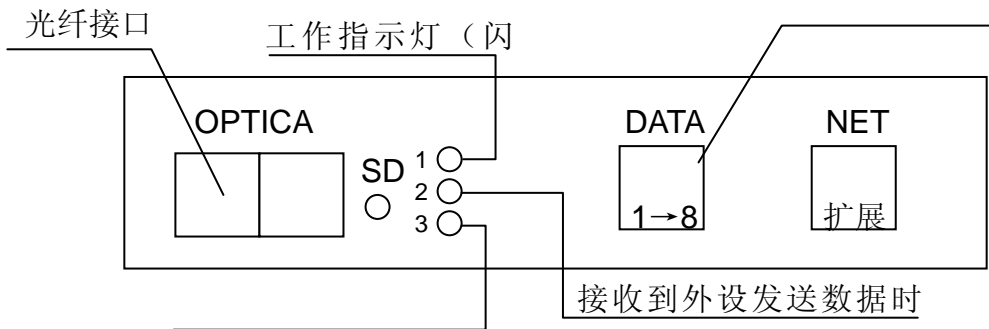 光纤接口
工作指示灯（闪
OPTICA
DATA
NET
SD
1
2
3
1→8
扩展
接收到外设发送数据时